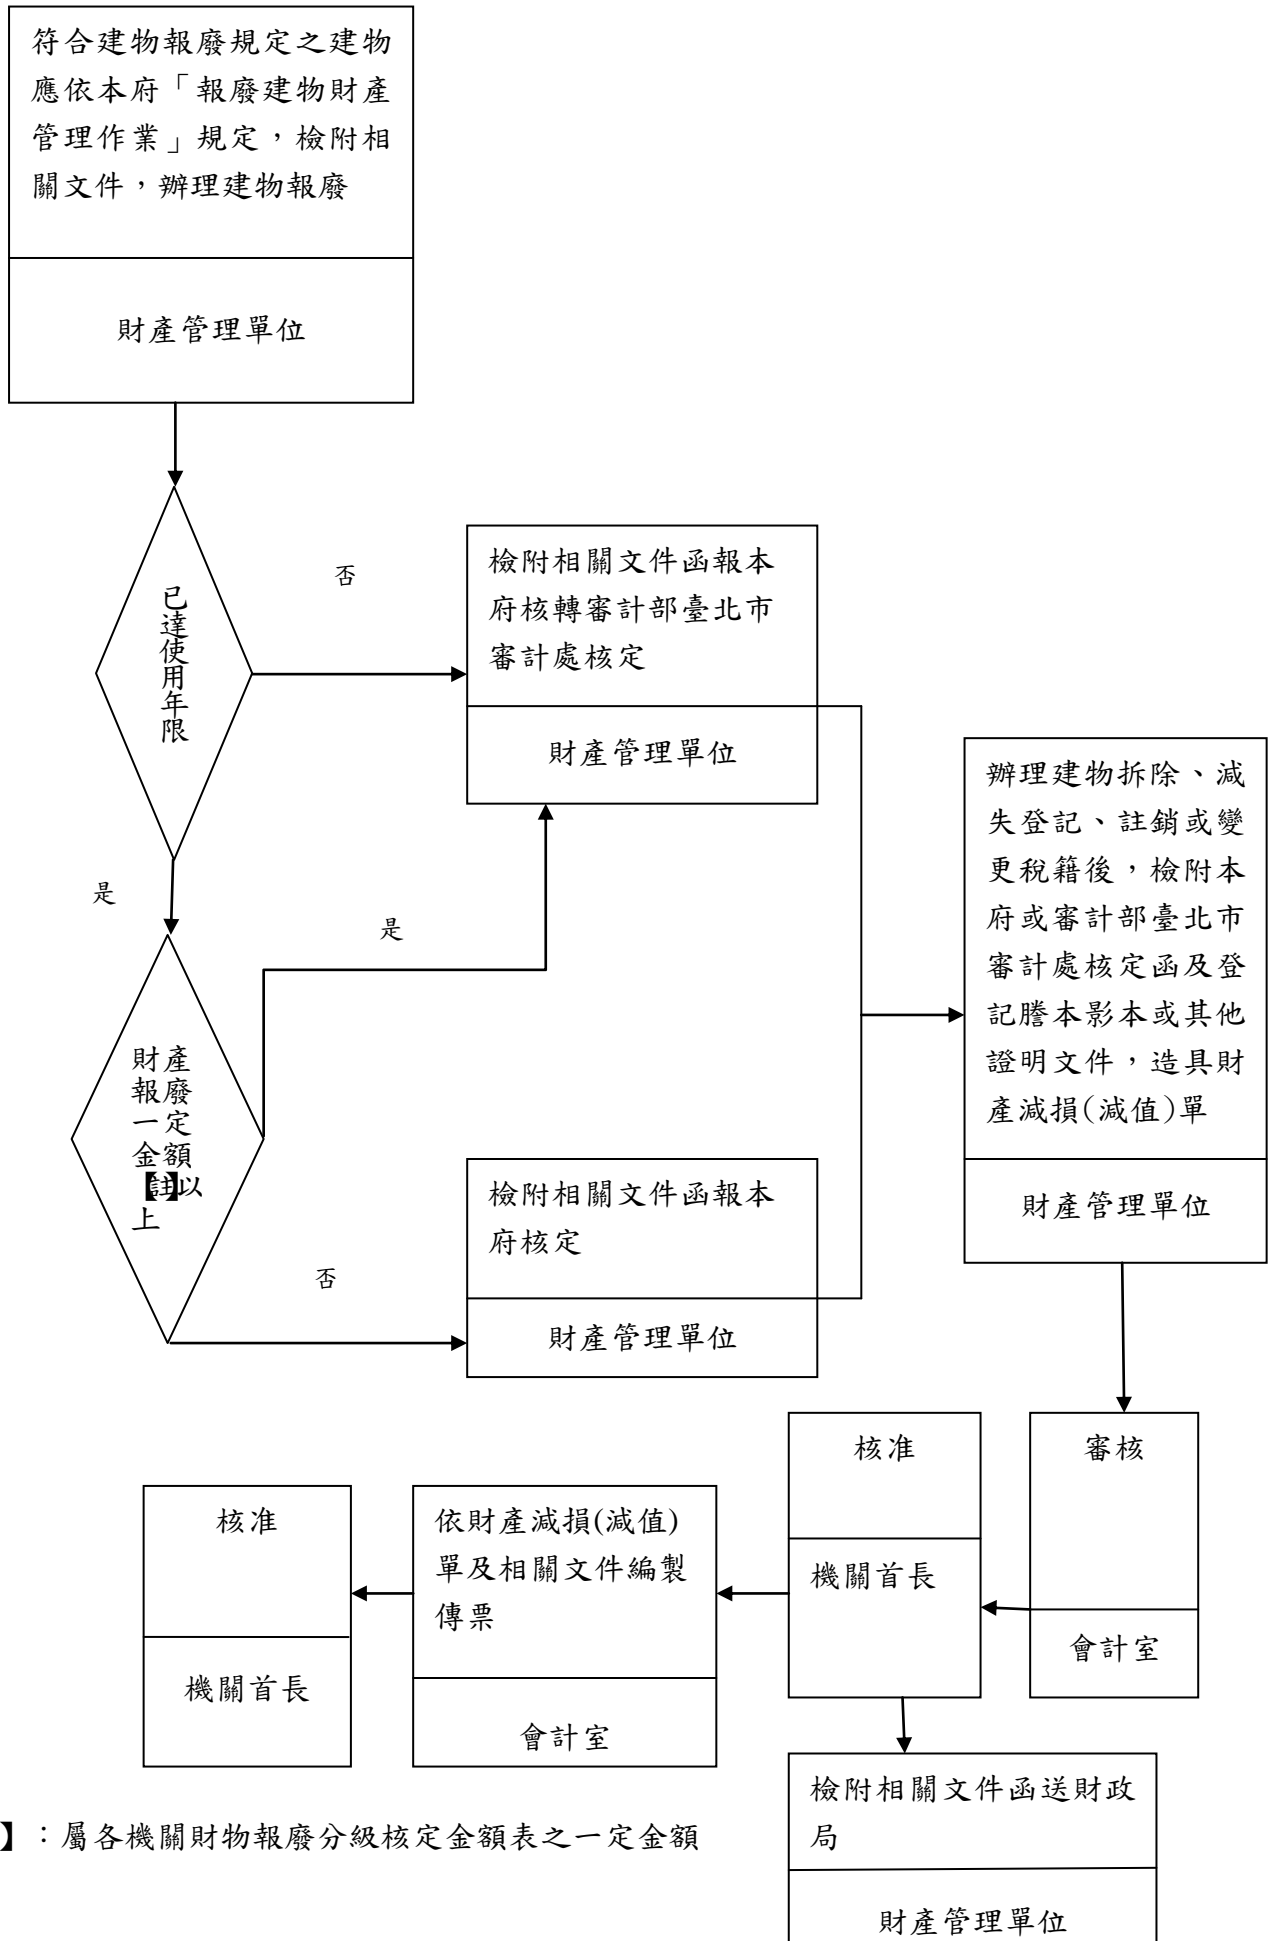 符合建物報廢規定之建物
應依本府「報廢建物財產
管理作業」規定，檢附相
關文件，辦理建物報廢
財產管理單位
已達使用年限
否
檢附相關文件函報本
府核轉審計部臺北市
審計處核定
財產管理單位
是
是
財產
報廢
一定
金額
【註】以
上
否
檢附相關文件函報本
府核定
財產管理單位
辦理建物拆除、減
失登記、註銷或變
更稅籍後，檢附本
府或審計部臺北市
審計處核定函及登
記謄本影本或其他
證明文件，造具財
產減損(減值)單
財產管理單位
審核
會計室
核准
機關首長
依財產減損(減值)
單及相關文件編製
傳票
會計室
核准
機關首長
檢附相關文件函送財政
局
財產管理單位
】：屬各機關財物報廢分級核定金額表之一定金額